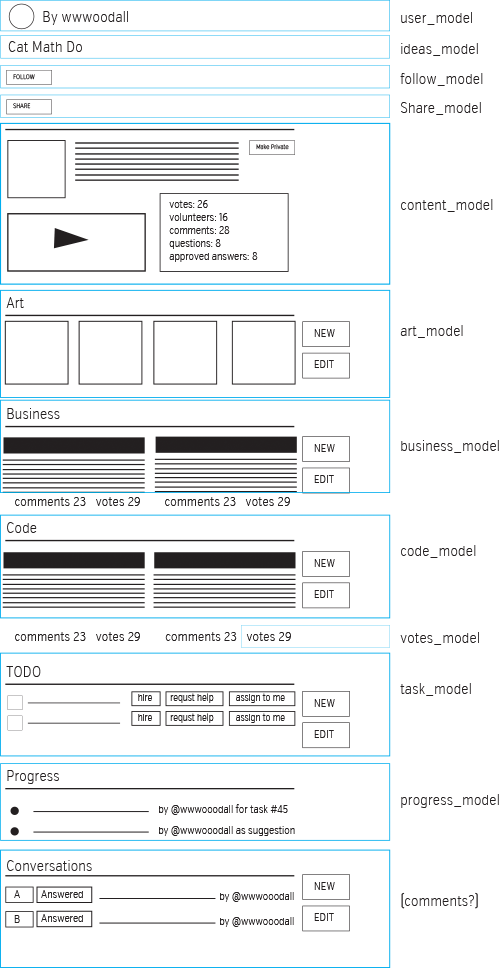 By wwwoodall user_model
Cat Math Do ideas_model
FOLLOW follow_model
SHARE Share_model
Make Private
content_model
votes: 26
volunteers: 16
comments: 28
questions: 8
approved answers: 8
Art
NEW art_model
EDIT
Business
NEW business_model
EDIT
comments 23 votes 29 comments 23 votes 29
Code
NEW code_model
EDIT
comments 23 votes 29 comments 23 votes 29 votes_model
TODO
hire requst help assign to me NEW task_model
hire requst help assign to me
EDIT
Progress
by @wwwooodall for task #45 progress_model
by @wwwooodall as suggestion
Conversations
NEW
A Answered by @wwwooodall (comments?)
B Answered by @wwwooodall EDIT